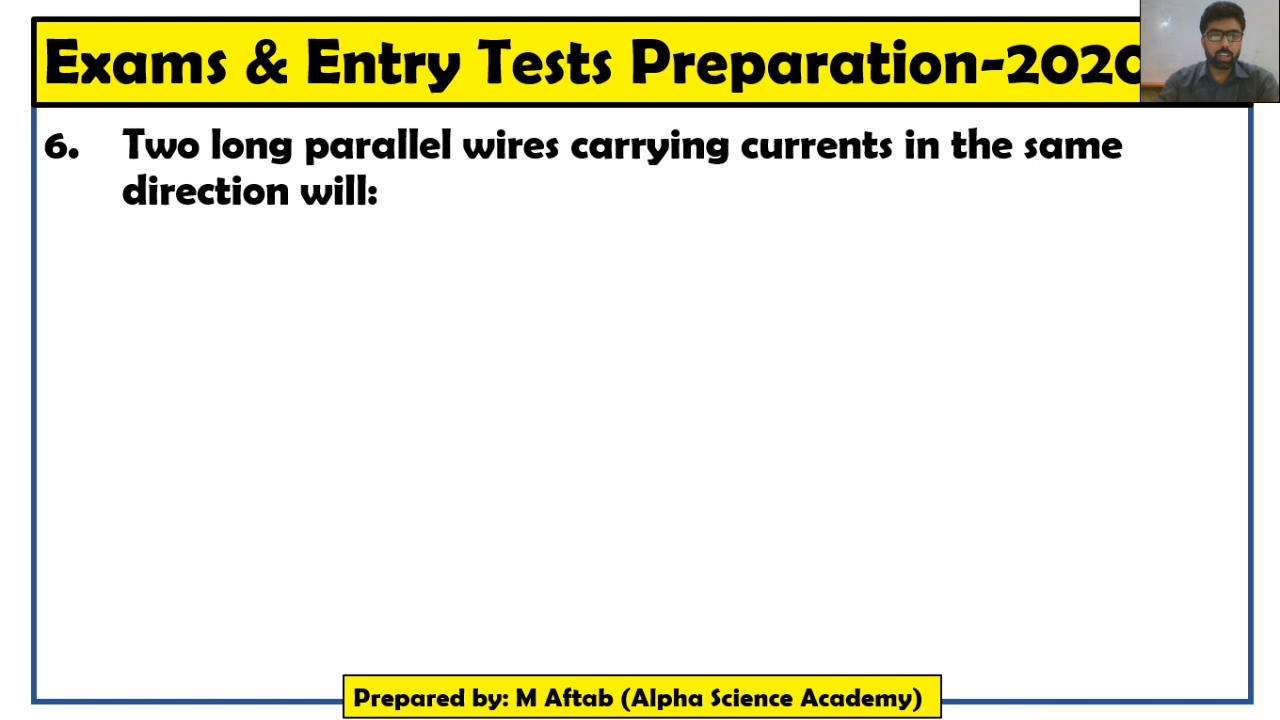 Exams & Entry Tests Preparation-2020
6. Two long parallel wires carrying currents in the same
direction will:
Prepared by: M Aftab (Alpha Science Academy)